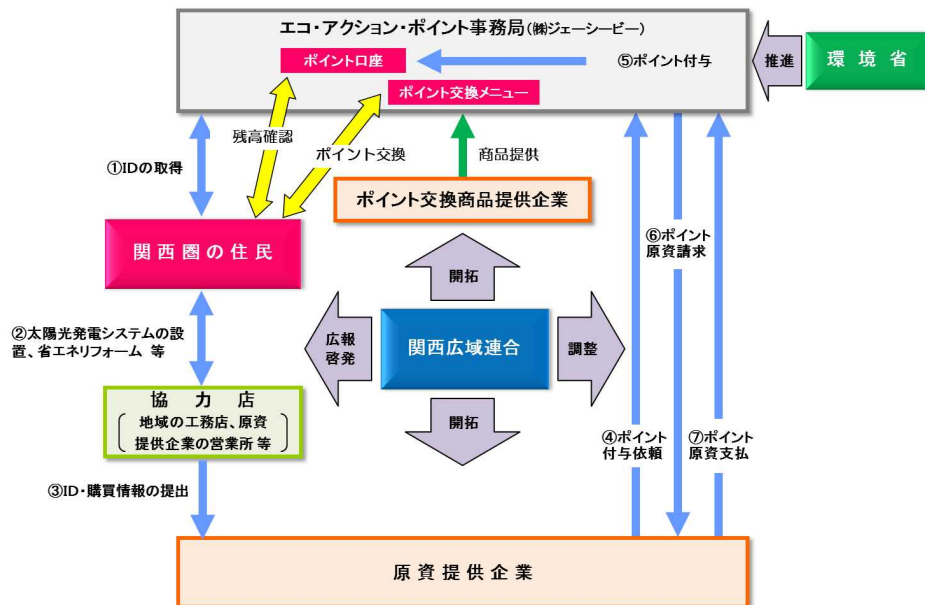 エコ・アクション・ポイント事務局(㈱ジェーシービー)
ポイント口座
⑤ポイント付与
ポイント交換メニュー
推進
環境省
①IDの取得
残高確認
ポイント交換
商品提供
ポイント交換商品提供企業
関西圏の住民
⑥ポイント
原資請求
開拓
②太陽光発電システムの設
置、省エネリフォーム 等
広報
啓発
関西広域連合
調整
協力店
地域の工務店、原資
提供企業の営業所 等
開拓
④ポイント
付与依頼
⑦ポイント
原資支払
③ID・購買情報の提出
原資提供企業